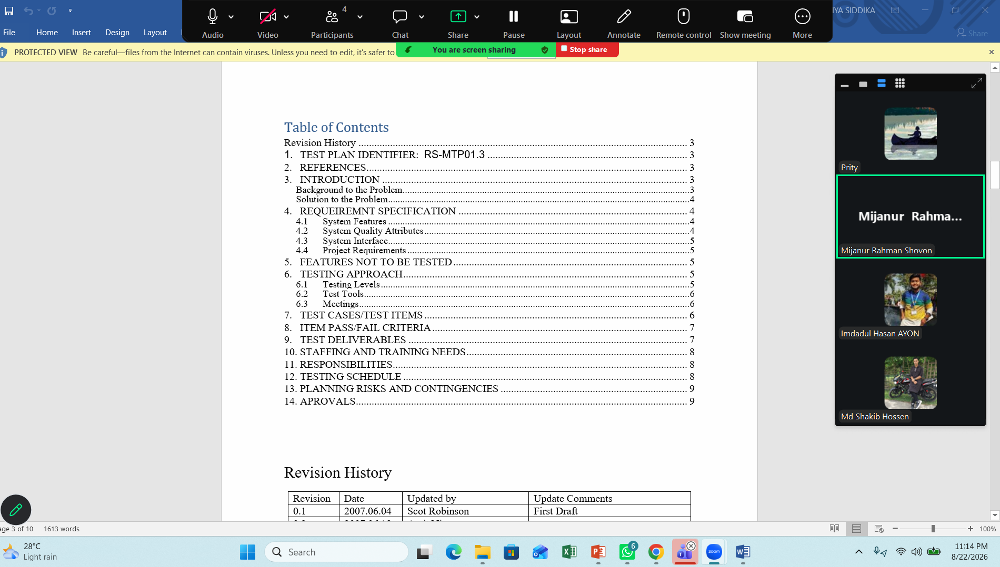 IYA SIDDIKA
File Home Insert Design Layout
Share
Audio Video Participants 4 Chat Share Pause Layout Annotate Remote control Show meeting More
PROTECTED VIEW Be careful—files from the Internet can contain viruses. Unless you need to edit, it's safer to
You are screen sharing Stop share
Table of Contents
Revision History 3
1. TEST PLAN IDENTIFIER: RS-MTP01.3 3
2. REFERENCES 3
3. INTRODUCTION 3
Background to the Problem 3
Solution to the Problem 4
4. REQUEIREMNT SPECIFICATION 4
4.1 System Features 4
4.2 System Quality Attributes 4
4.3 System Interface 5
4.4 Project Requirements 5
5. FEATURES NOT TO BE TESTED 5
6. TESTING APPROACH 5
6.1 Testing Levels 5
6.2 Test Tools 6
6.3 Meetings 6
7. TEST CASES/TEST ITEMS 6
8. ITEM PASS/FAIL CRITERIA 7
9. TEST DELIVERABLES 7
10. STAFFING AND TRAINING NEEDS 8
11. RESPONSIBILITIES 8
12. TESTING SCHEDULE 8
13. PLANNING RISKS AND CONTINGENCIES 9
14. APROVALS 9
Revision History
Revision Date Updated by Update Comments
0.1 2007.06.04 Scot Robinson First Draft
Prity
Mijanur Rahma...
Mijanur Rahman Shovon
Imdadul Hasan AYON
Md Shakib Hossen
age 3 of 10 1613 words
100%
28°C
Light rain
Search
6
zoom
11:14 PM
8/22/2026